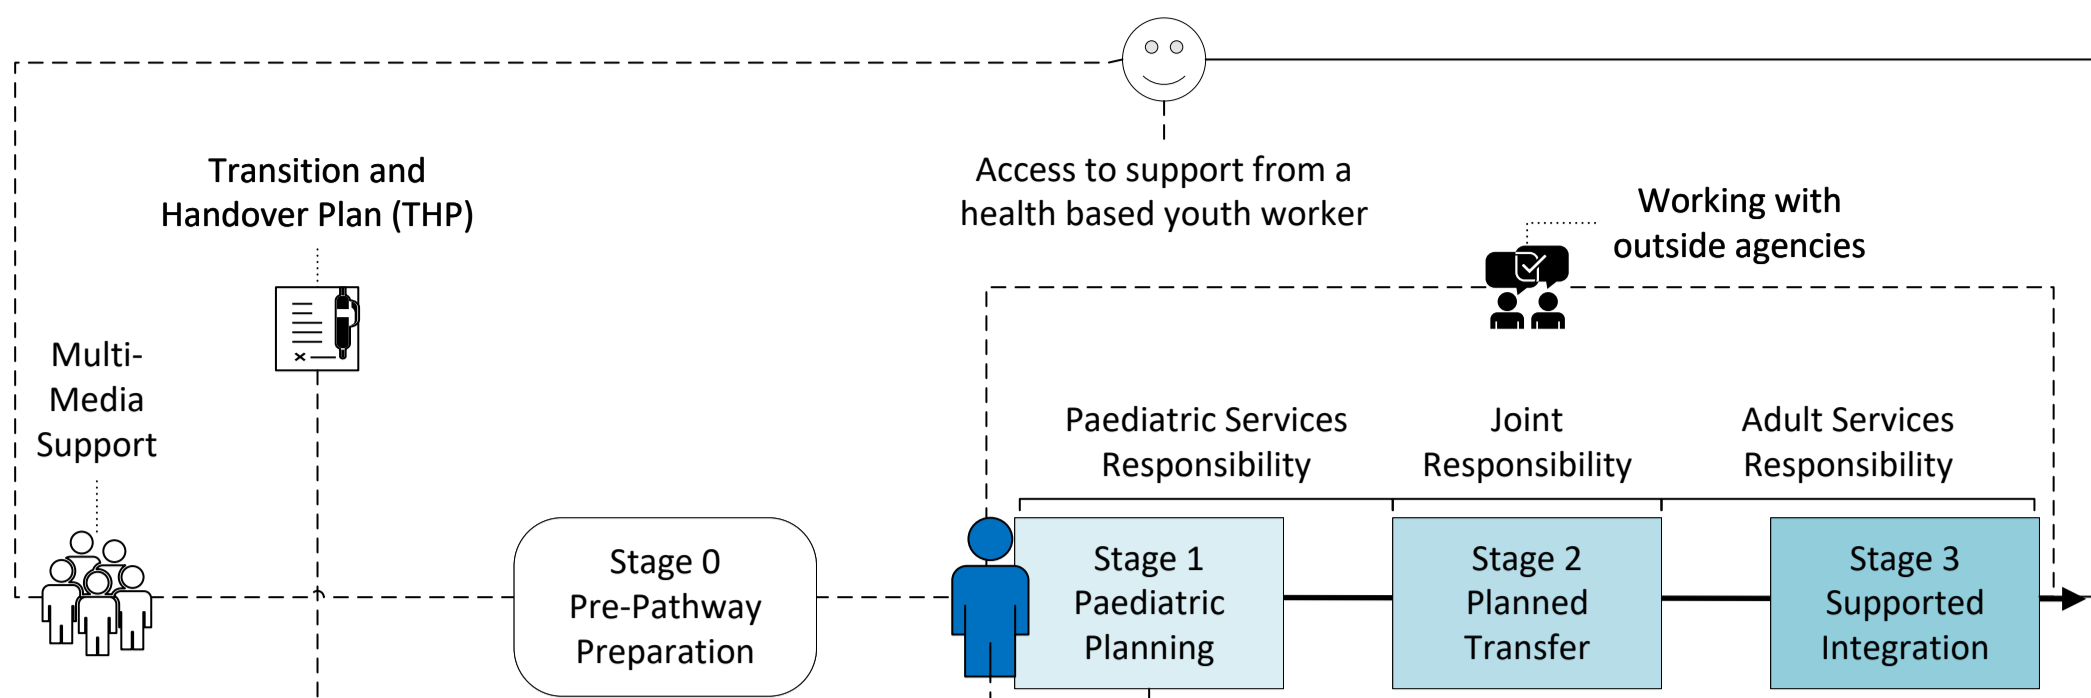 Transition and
Handover Plan (THP)
Access to support from a
health based youth worker
Working with
outside agencies
Multi-
Media
Support
Paediatric Services
Responsibility
Joint
Responsibility
Adult Services
Responsibility
Stage 0
Pre-Pathway
Preparation
Stage 1
Paediatric
Planning
Stage 2
Planned
Transfer
Stage 3
Supported
Integration